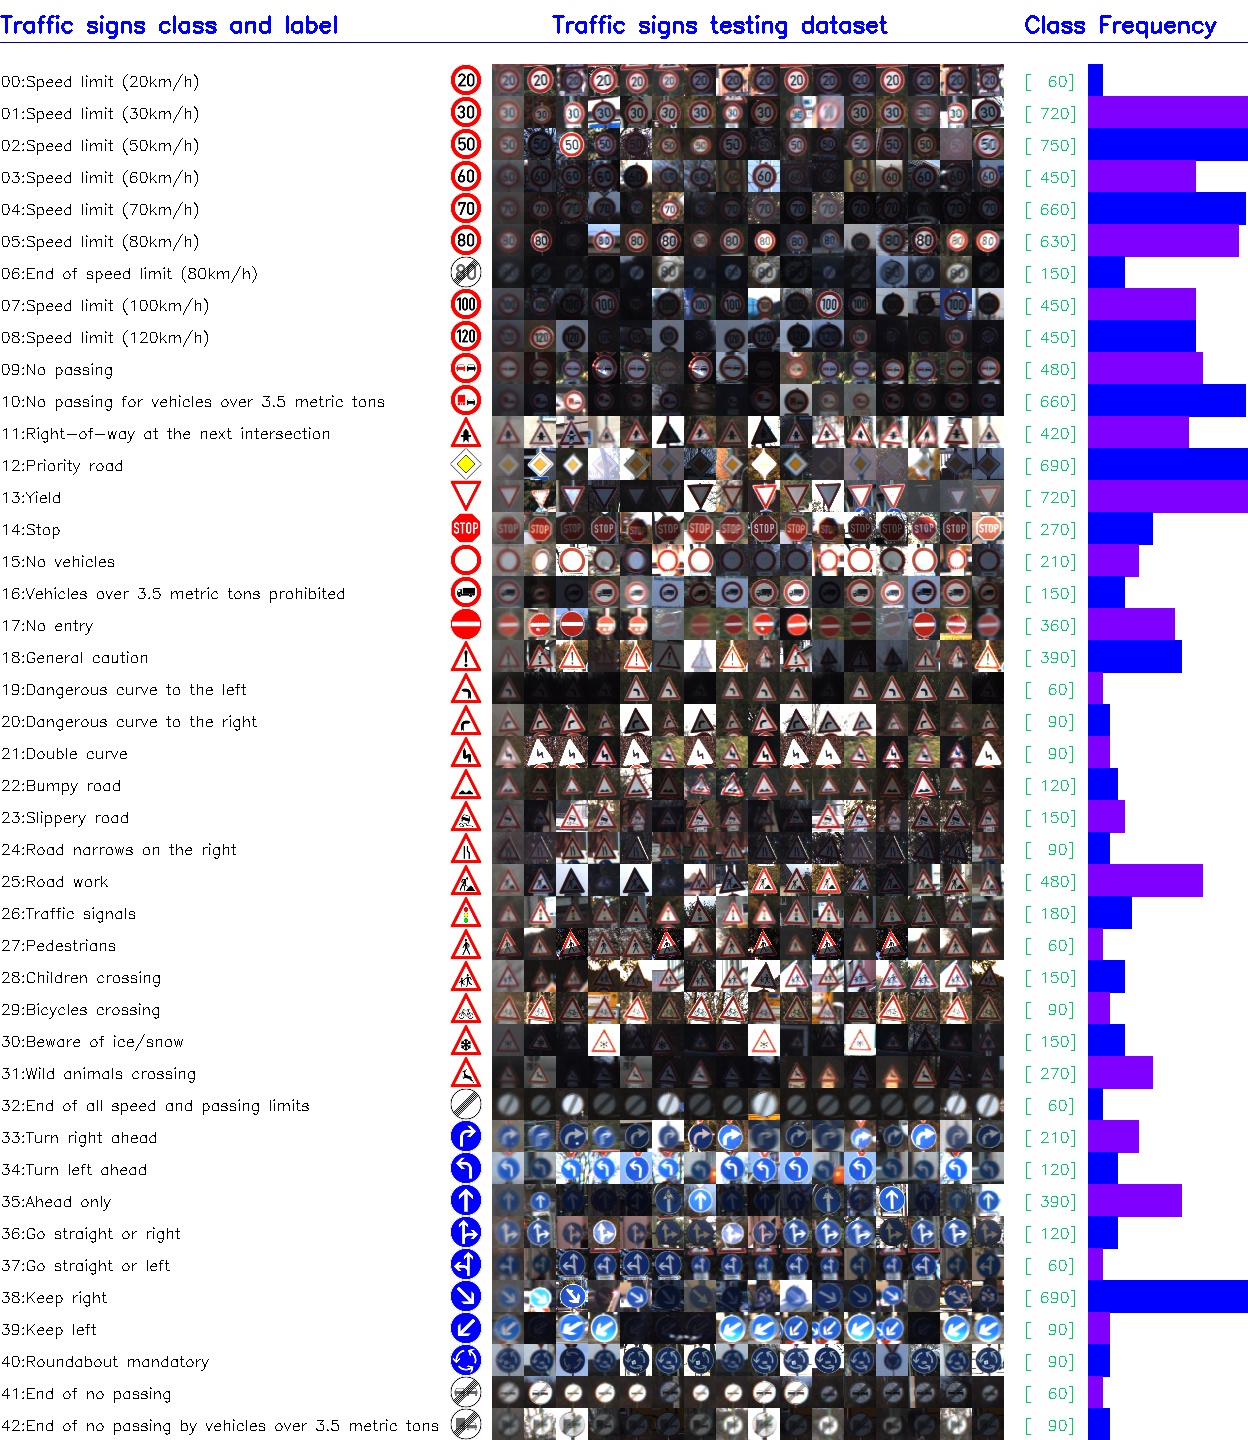 Traffic signs class and label Traffic signs testing dataset Class Frequency
00:Speed limit (20km/h) 20 [ 60]
01:Speed limit (30km/h) 30 [ 720]
02:Speed limit (50km/h) 50 [ 750]
03:Speed limit (60km/h) 60 [ 450]
04:Speed limit (70km/h) 70 [ 660]
05:Speed limit (80km/h) 80 [ 630]
06:End of speed limit (80km/h) 80 [ 150]
07:Speed limit (100km/h) 100 [ 450]
08:Speed limit (120km/h) 120 [ 450]
09:No passing [ 480]
10:No passing for vehicles over 3.5 metric tons [ 660]
11:Right-of-way at the next intersection [ 420]
12:Priority road [ 690]
13:Yield [ 720]
14:Stop STOP [ 270]
15:No vehicles [ 210]
16:Vehicles over 3.5 metric tons prohibited [ 150]
17:No entry [ 360]
18:General caution [ 390]
19:Dangerous curve to the left [ 60]
20:Dangerous curve to the right [ 90]
21:Double curve [ 90]
22:Bumpy road [ 120]
23:Slippery road [ 150]
24:Road narrows on the right [ 90]
25:Road work [ 480]
26:Traffic signals [ 180]
27:Pedestrians [ 60]
28:Children crossing [ 150]
29:Bicycles crossing [ 90]
30:Beware of ice/snow [ 150]
31:Wild animals crossing [ 270]
32:End of all speed and passing limits [ 60]
33:Turn right ahead [ 210]
34:Turn left ahead [ 120]
35:Ahead only [ 390]
36:Go straight or right [ 120]
37:Go straight or left [ 60]
38:Keep right [ 690]
39:Keep left [ 90]
40:Roundabout mandatory [ 90]
41:End of no passing [ 60]
42:End of no passing by vehicles over 3.5 metric tons [ 90]